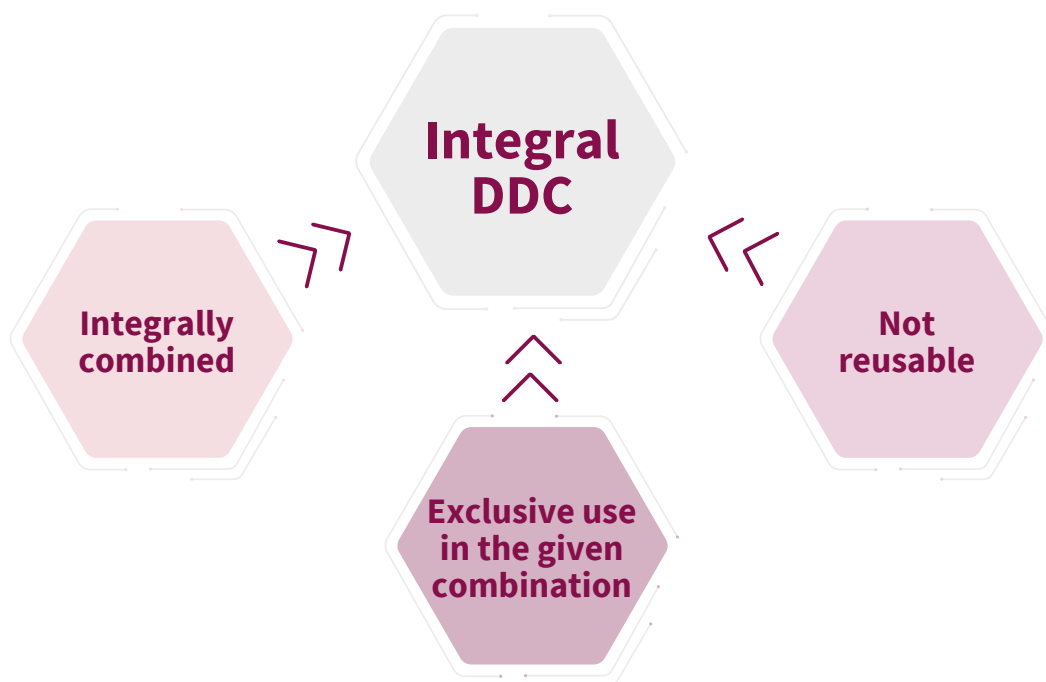 Integral
DDC
Integrally
combined
Not
reusable
Exclusive use
in the given
combination